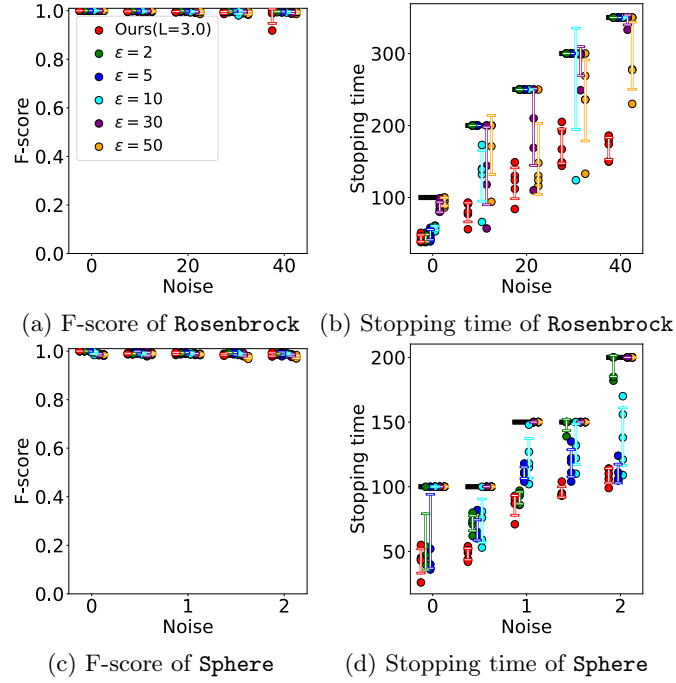 F-score
1.0
0.8
0.6
0.4
0.2
0.0
Ours(L=3.0)
ε = 2
ε = 5
ε = 10
ε = 30
ε = 50
0 20 40
Noise
Stopping time
300
200
100
0 20 40
Noise
(a) F-score of Rosenbrock (b) Stopping time of Rosenbrock
F-score
1.0
0.8
0.6
0.4
0.2
0.0
0 1 2
Noise
Stopping time
200
150
100
50
0 1 2
Noise
(c) F-score of Sphere (d) Stopping time of Sphere